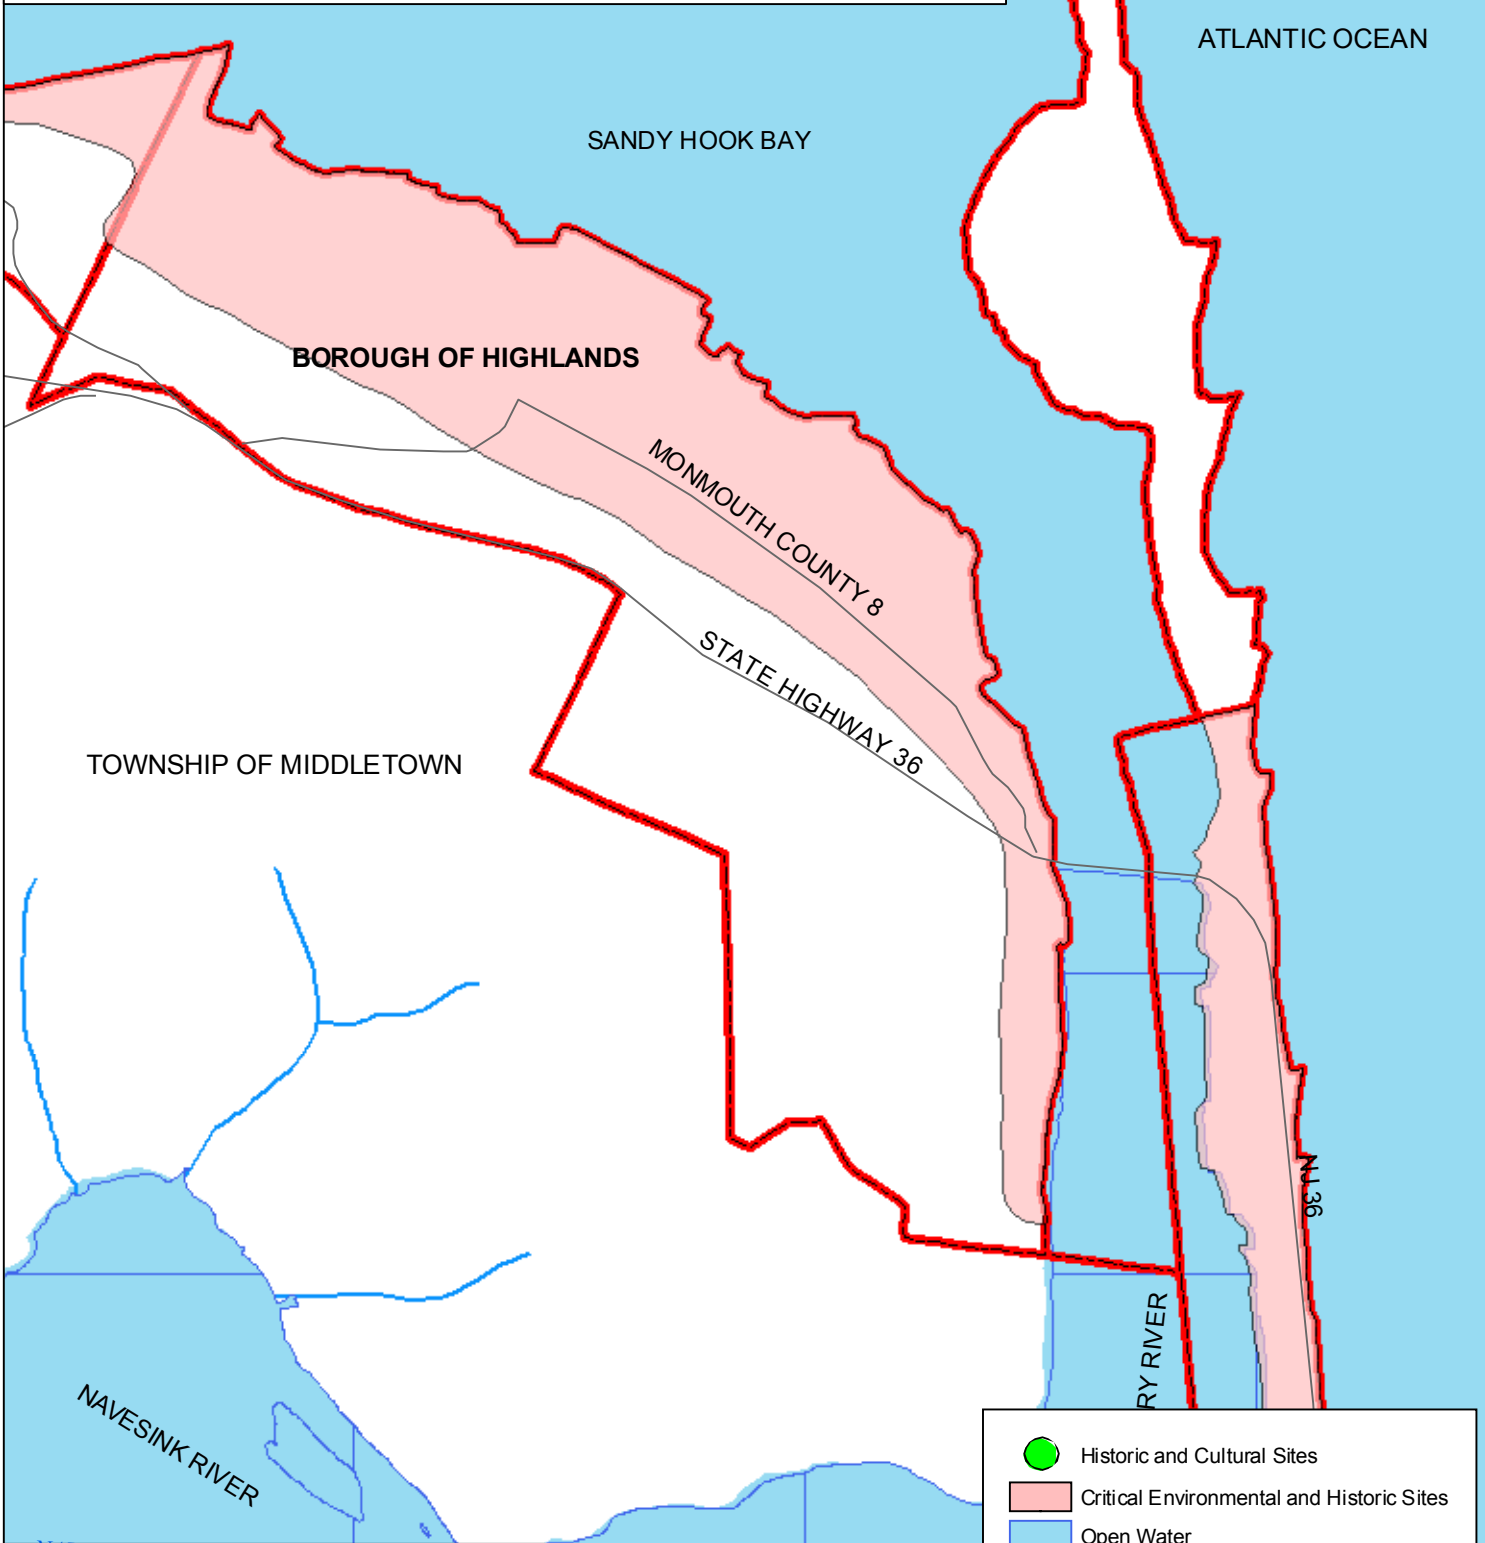 ATLANTIC OCEAN
SANDY HOOK BAY
BOROUGH OF HIGHLANDS
MONMOUTH COUNTY 8
STATE HIGHWAY 36
TOWNSHIP OF MIDDLETOWN
NJ 36
RY RIVER
NAVESINK RIVER
Historic and Cultural Sites
Critical Environmental and Historic Sites
Open Water